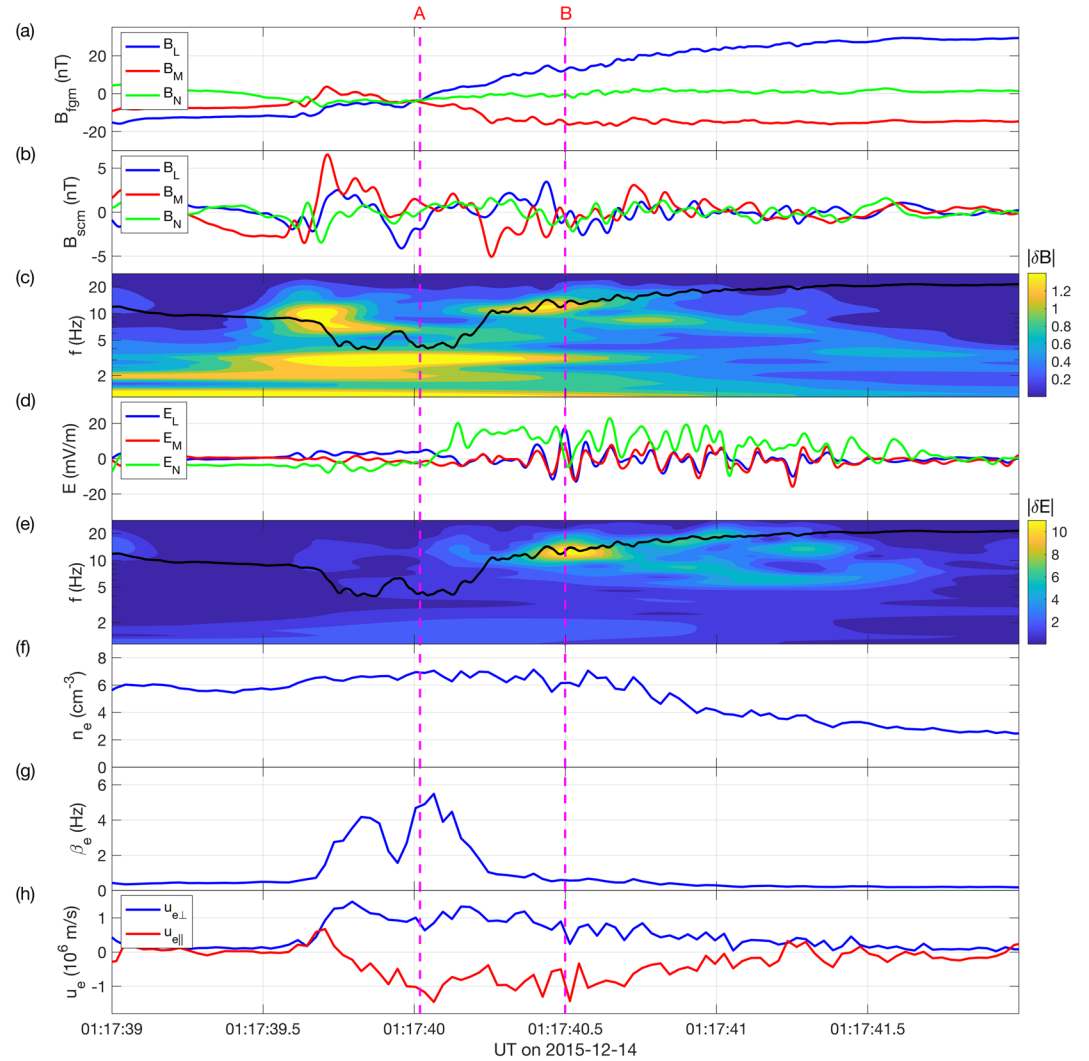 A B
(a)
20
0
-20
B_fgm (nT)
B_L
B_M
B_N
(b)
5
0
-5
B_scm (nT)
B_L
B_M
B_N
(c)
20
10
5
2
f (Hz)
|δB|
1.2
1
0.8
0.6
0.4
0.2
(d)
20
0
-20
E (mV/m)
E_L
E_M
E_N
(e)
20
10
5
2
f (Hz)
|δE|
10
8
6
4
2
(f)
8
6
4
2
0
n_e (cm^-3)
(g)
6
4
2
0
β_e (Hz)
(h)
1
0
-1
u_e (10^6 m/s)
u_e⊥
u_e||
01:17:39 01:17:39.5 01:17:40 01:17:40.5 01:17:41 01:17:41.5
UT on 2015-12-14